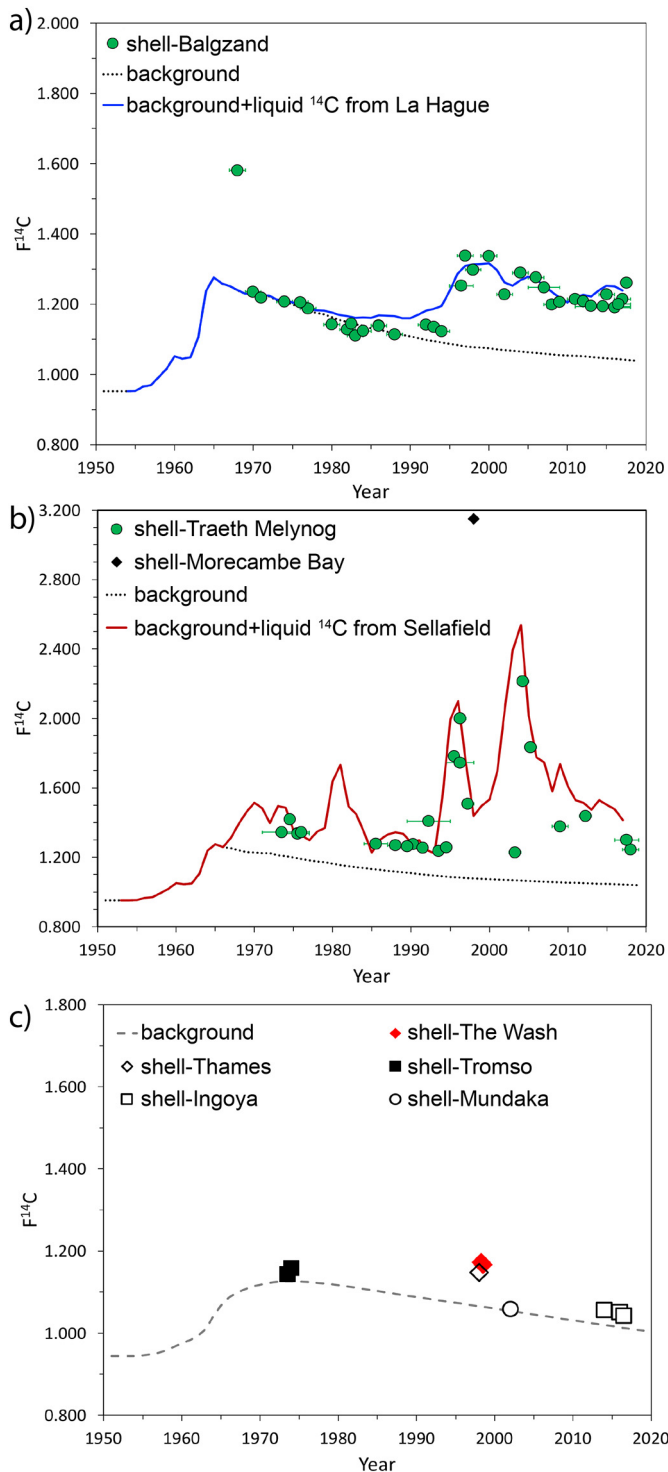 a)
2.000
shell-Balgzand
background
1.800
background+liquid ¹⁴C from La Hague
1.600
F¹⁴C
1.400
1.200
1.000
0.800
1950 1960 1970 1980 1990 2000 2010 2020
Year
b)
3.200
shell-Traeth Melynog
shell-Morecambe Bay
2.800
background
2.400
background+liquid ¹⁴C from Sellafield
F¹⁴C
2.000
1.600
1.200
0.800
1950 1960 1970 1980 1990 2000 2010 2020
Year
c)
1.800
background shell-The Wash
shell-Thames shell-Tromso
1.600
shell-Ingoya shell-Mundaka
F¹⁴C
1.400
1.200
1.000
0.800
1950 1960 1970 1980 1990 2000 2010 2020
Year